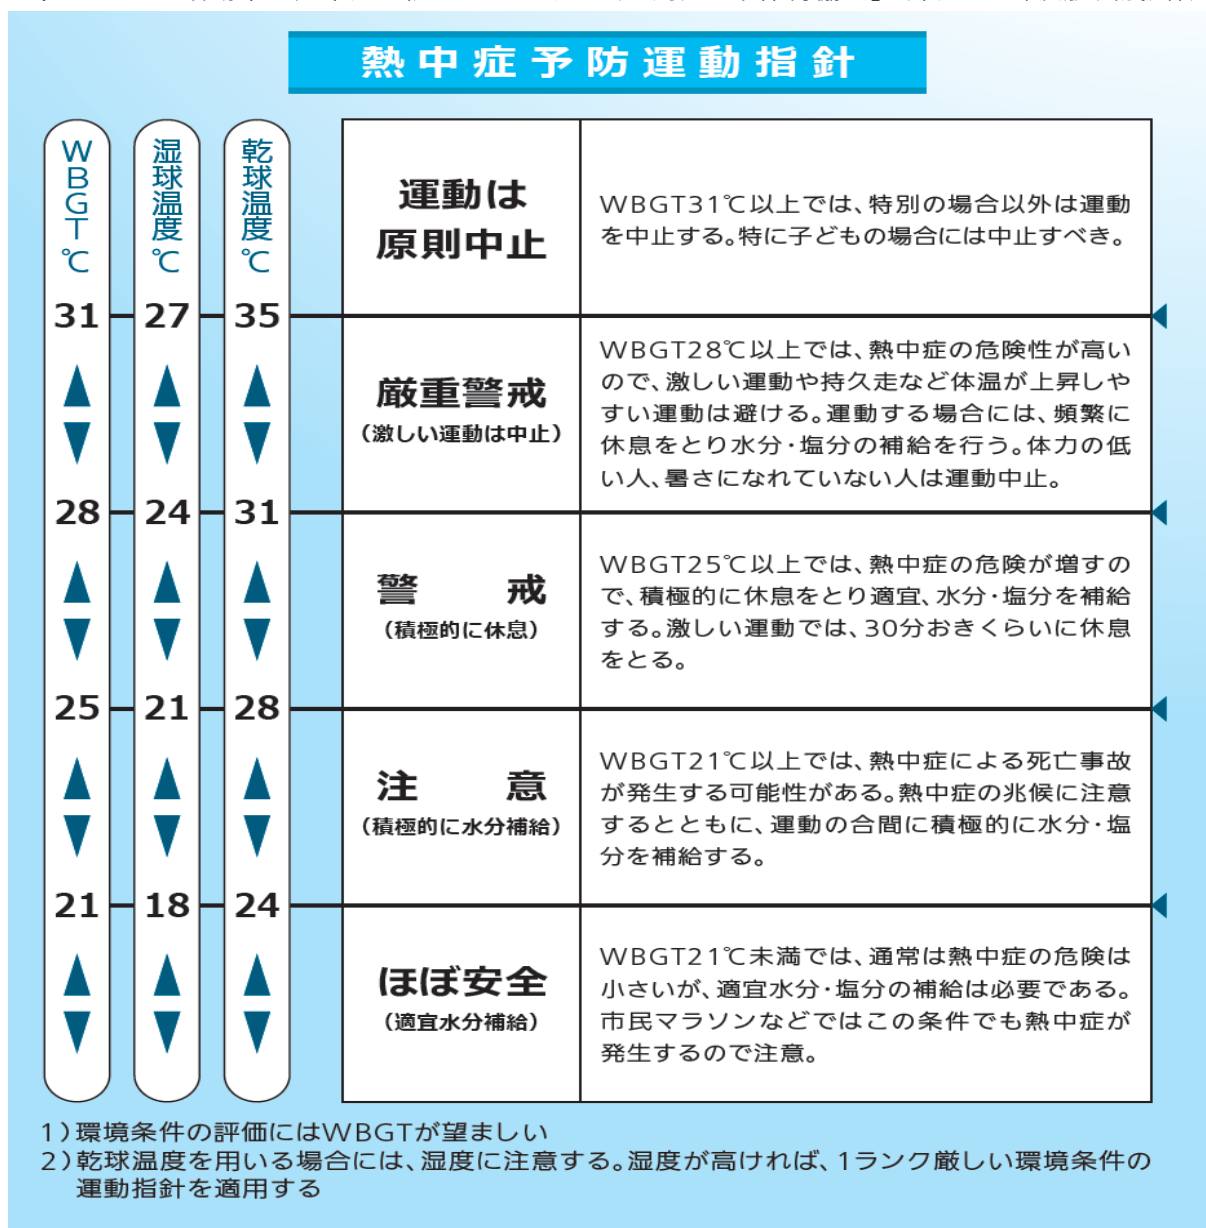 熱中症予防運動指針
WBGT℃
湿球温度℃
乾球温度℃
運動は
原則中止
WBGT31℃以上では、特別の場合以外は運動
を中止する。特に子どもの場合には中止すべき。
31 27 35
厳重警戒
（激しい運動は中止）
WBGT28℃以上では、熱中症の危険性が高い
ので、激しい運動や持久走など体温が上昇しや
すい運動は避ける。運動する場合には、頻繁に
休息をとり水分・塩分の補給を行う。体力の低
い人、暑さになれていない人は運動中止。
28 24 31
警戒
（積極的に休息）
WBGT25℃以上では、熱中症の危険が増すの
で、積極的に休息をとり適宜、水分・塩分を補給
する。激しい運動では、30分おきくらいに休息
をとる。
25 21 28
注意
（積極的に水分補給）
WBGT21℃以上では、熱中症による死亡事故
が発生する可能性がある。熱中症の兆候に注意
するとともに、運動の合間に積極的に水分・塩
分を補給する。
21 18 24
ほぼ安全
（適宜水分補給）
WBGT21℃未満では、通常は熱中症の危険は
小さいが、適宜水分・塩分の補給は必要である。
市民マラソンなどではこの条件でも熱中症が
発生するので注意。
1）環境条件の評価にはWBGTが望ましい
2）乾球温度を用いる場合には、湿度に注意する。湿度が高ければ、1ランク厳しい環境条件の
運動指針を適用する